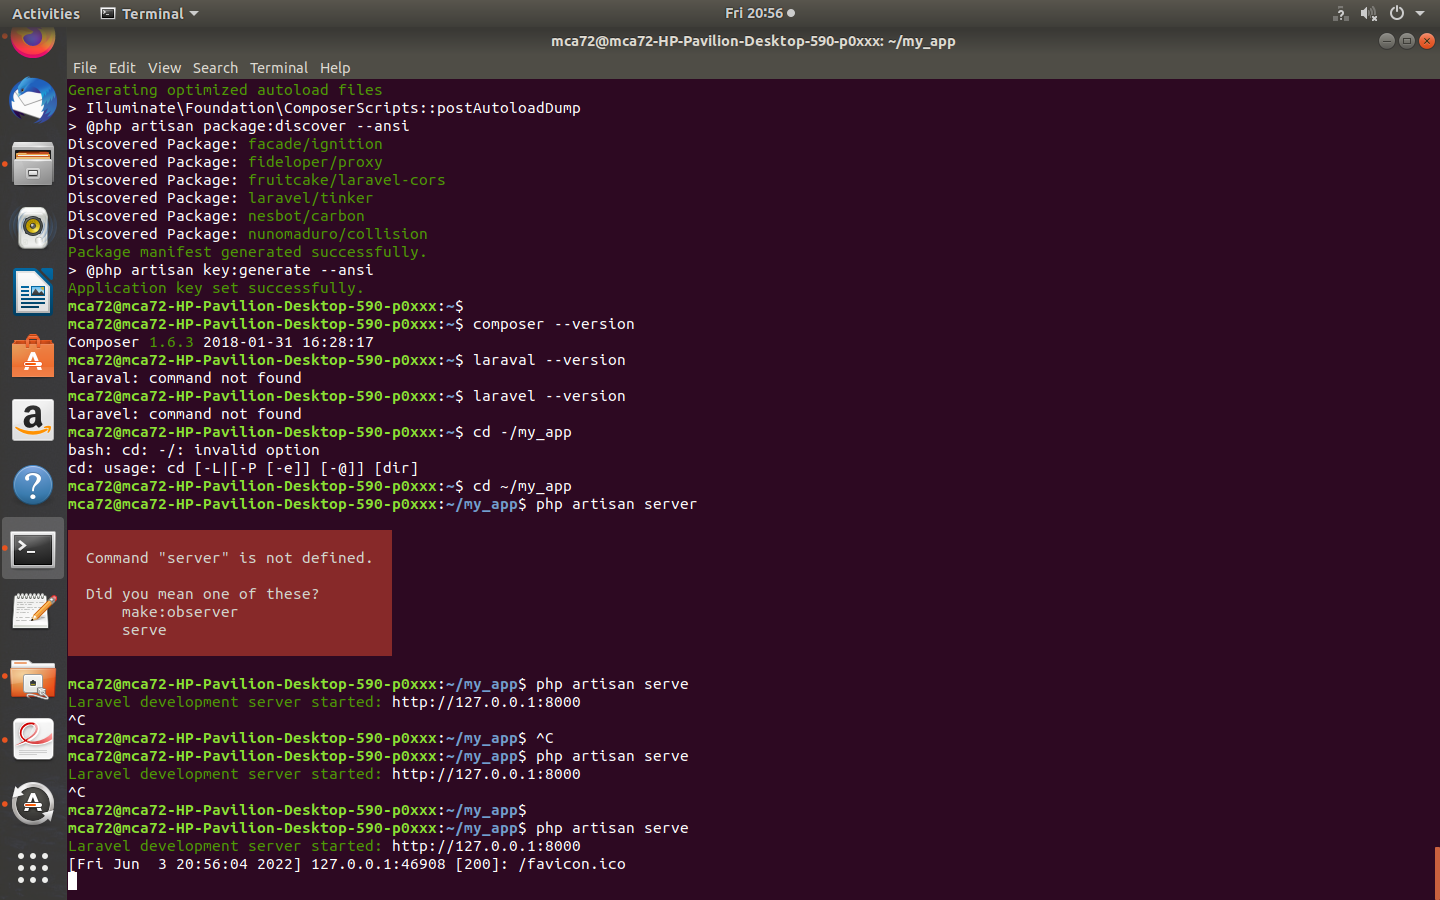 Activities Terminal Fri 20:56
mca72@mca72-HP-Pavilion-Desktop-590-p0xxx: ~/my_app
File Edit View Search Terminal Help
Generating optimized autoload files
> Illuminate\Foundation\ComposerScripts::postAutoloadDump
> @php artisan package:discover --ansi
Discovered Package: facade/ignition
Discovered Package: fideloper/proxy
Discovered Package: fruitcake/laravel-cors
Discovered Package: laravel/tinker
Discovered Package: nesbot/carbon
Discovered Package: nunomaduro/collision
Package manifest generated successfully.
> @php artisan key:generate --ansi
Application key set successfully.
mca72@mca72-HP-Pavilion-Desktop-590-p0xxx:~$
mca72@mca72-HP-Pavilion-Desktop-590-p0xxx:~$ composer --version
Composer 1.6.3 2018-01-31 16:28:17
mca72@mca72-HP-Pavilion-Desktop-590-p0xxx:~$ laraval --version
laraval: command not found
mca72@mca72-HP-Pavilion-Desktop-590-p0xxx:~$ laravel --version
laravel: command not found
mca72@mca72-HP-Pavilion-Desktop-590-p0xxx:~$ cd -/my_app
bash: cd: -/: invalid option
cd: usage: cd [-L|[-P [-e]] [-@]] [dir]
mca72@mca72-HP-Pavilion-Desktop-590-p0xxx:~$ cd ~/my_app
mca72@mca72-HP-Pavilion-Desktop-590-p0xxx:~/my_app$ php artisan server
Command "server" is not defined.
Did you mean one of these?
make:observer
serve
mca72@mca72-HP-Pavilion-Desktop-590-p0xxx:~/my_app$ php artisan serve
Laravel development server started: http://127.0.0.1:8000
^C
mca72@mca72-HP-Pavilion-Desktop-590-p0xxx:~/my_app$ ^C
mca72@mca72-HP-Pavilion-Desktop-590-p0xxx:~/my_app$ php artisan serve
Laravel development server started: http://127.0.0.1:8000
^C
mca72@mca72-HP-Pavilion-Desktop-590-p0xxx:~/my_app$
mca72@mca72-HP-Pavilion-Desktop-590-p0xxx:~/my_app$ php artisan serve
Laravel development server started: http://127.0.0.1:8000
[Fri Jun  3 20:56:04 2022] 127.0.0.1:46908 [200]: /favicon.ico